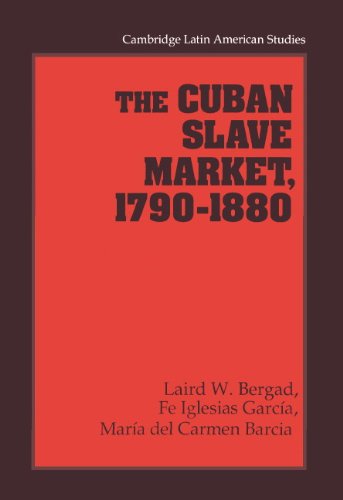 Cambridge Latin American Studies
THE CUBAN
SLAVE
MARKET,
1790-1880
Laird W. Bergad,
Fe Iglesias García,
María del Carmen Barcia